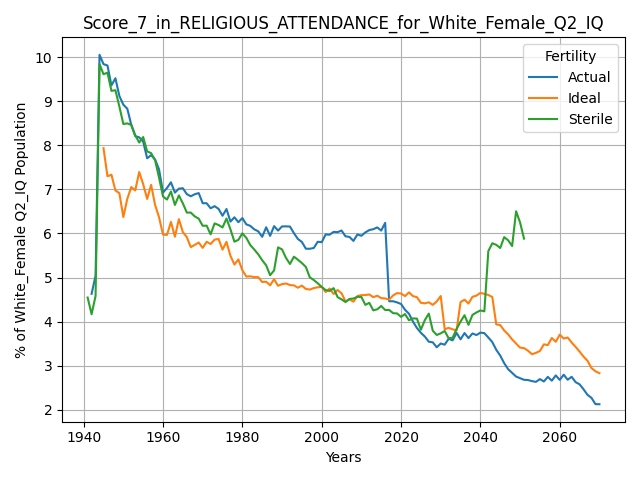 Score_7_in_RELIGIOUS_ATTENDANCE_for_White_Female_Q2_IQ
Fertility
Actual
Ideal
Sterile
% of White_Female Q2_IQ Population
10
9
8
7
6
5
4
3
2
1940 1960 1980 2000 2020 2040 2060
Years